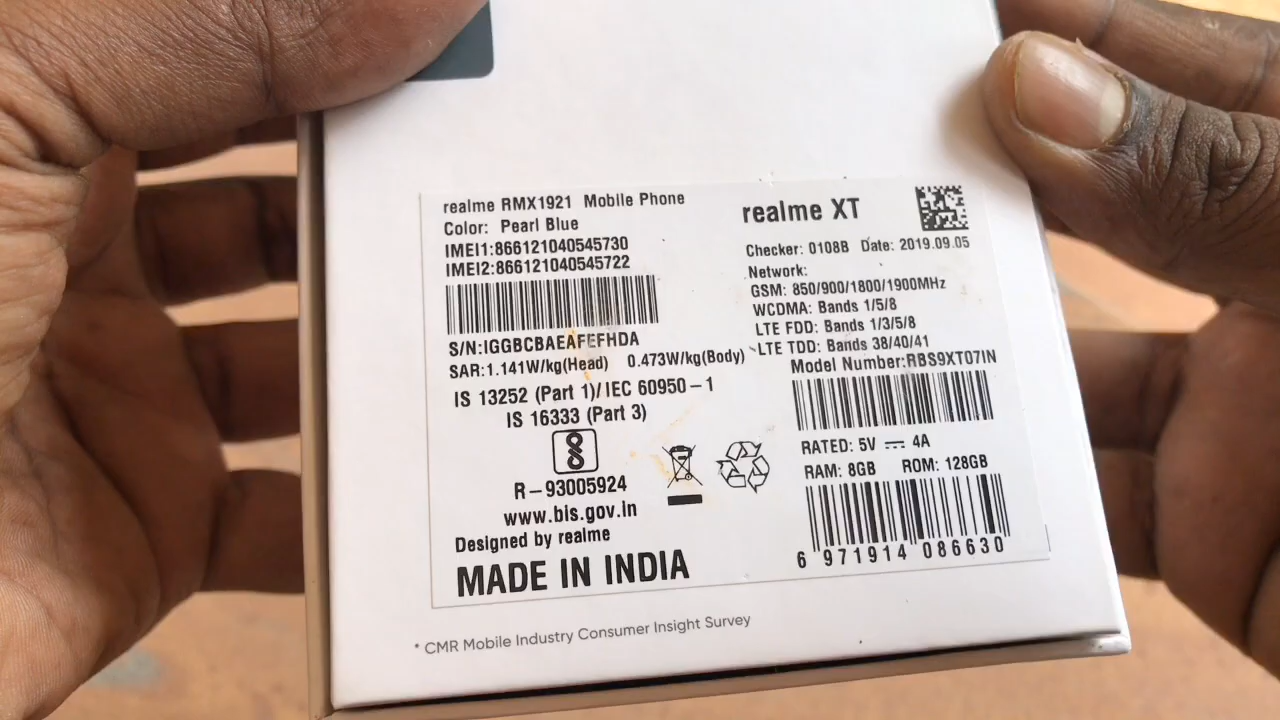 realme RMX1921 Mobile Phone
Color: Pearl Blue
IMEI1:866121040545730
IMEI2:866121040545722
S/N:IGGBCBAEAFEFHDA
SAR:1.141W/kg(Head) 0.473W/kg(Body)
IS 13252 (Part 1)/IEC 60950-1
IS 16333 (Part 3)
R-93005924
www.bis.gov.in
Designed by realme
MADE IN INDIA
realme XT
Checker: 0108B Date: 2019.09.05
Network:
GSM: 850/900/1800/1900MHz
WCDMA: Bands 1/5/8
LTE FDD: Bands 1/3/5/8
LTE TDD: Bands 38/40/41
Model Number:RBS9XT07IN
RATED: 5V ⎓ 4A
RAM: 8GB ROM: 128GB
6 971914 086630
* CMR Mobile Industry Consumer Insight Survey